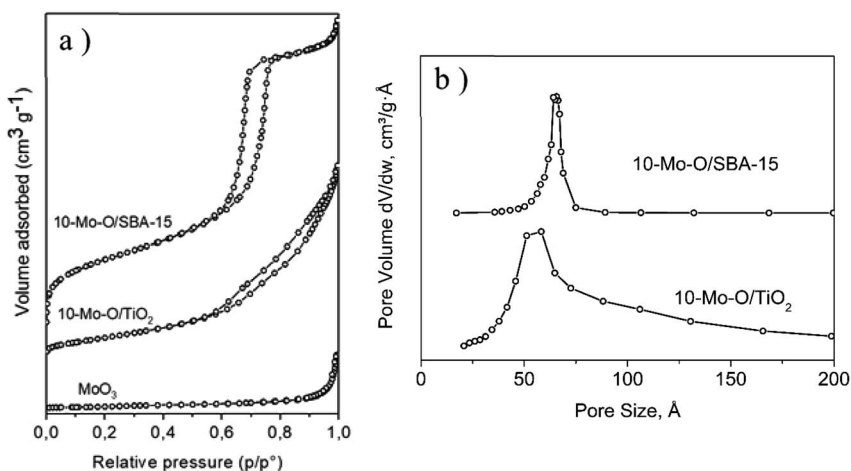 a )
Volume adsorbed (cm³ g⁻¹)
10-Mo-O/SBA-15
10-Mo-O/TiO₂
MoO₃
0,0 0,2 0,4 0,6 0,8 1,0
Relative pressure (p/p°)
b )
Pore Volume dV/dw, cm³/g·Å
10-Mo-O/SBA-15
10-Mo-O/TiO₂
0 50 100 150 200
Pore Size, Å